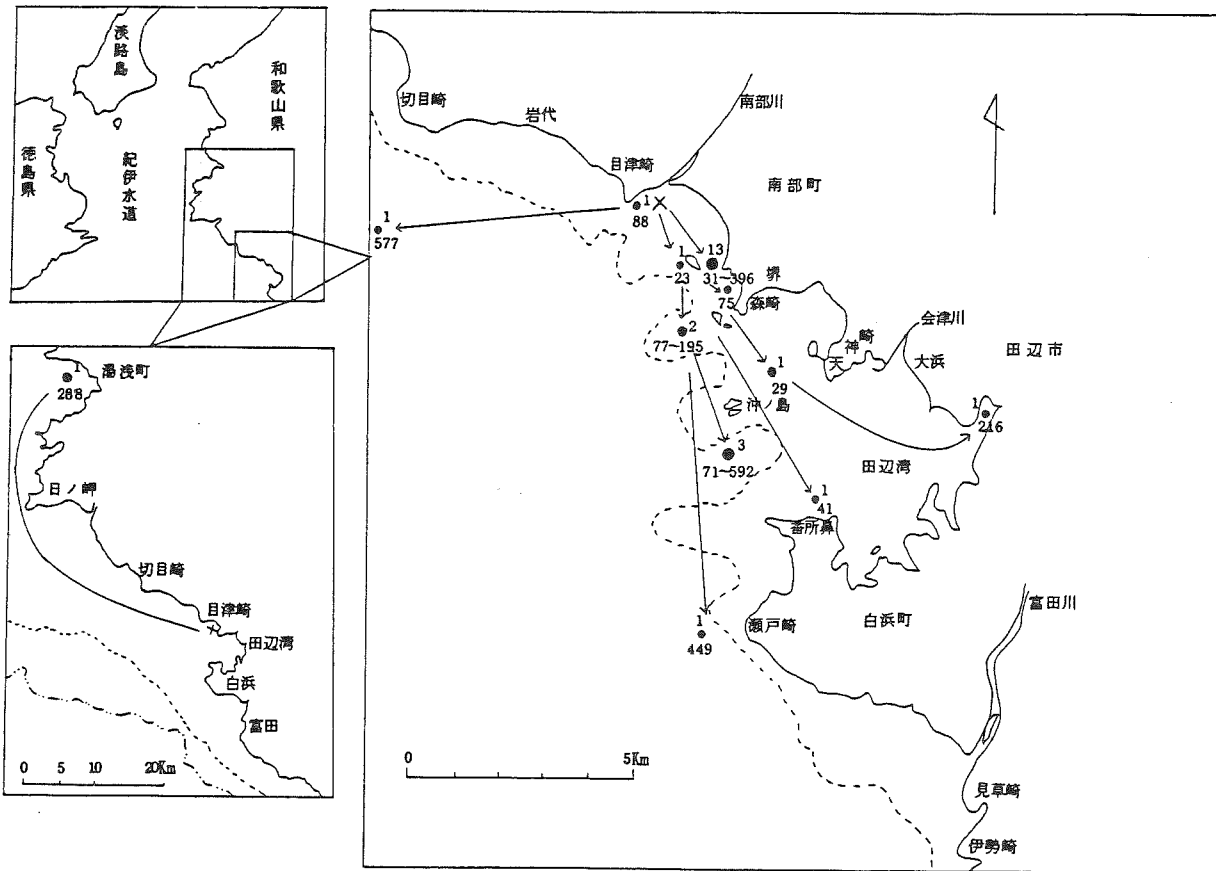 淡路島
和歌山県
徳島県
紀伊水道
1
湯浅町
288
日ノ岬
切目崎
目津崎
田辺湾
白浜
富田
0 5 10 20Km
切目崎
岩代
南部川
目津崎
南部町
1
88
1
577
1
23
13
31~396
75
堺
森崎
2
77~195
会津川
天神崎
大浜
田辺市
1
29
沖ノ島
1
216
3
71~592
田辺湾
1
41
番所鼻
富田川
瀬戸崎
白浜町
1
449
0 5Km
見草崎
伊勢崎